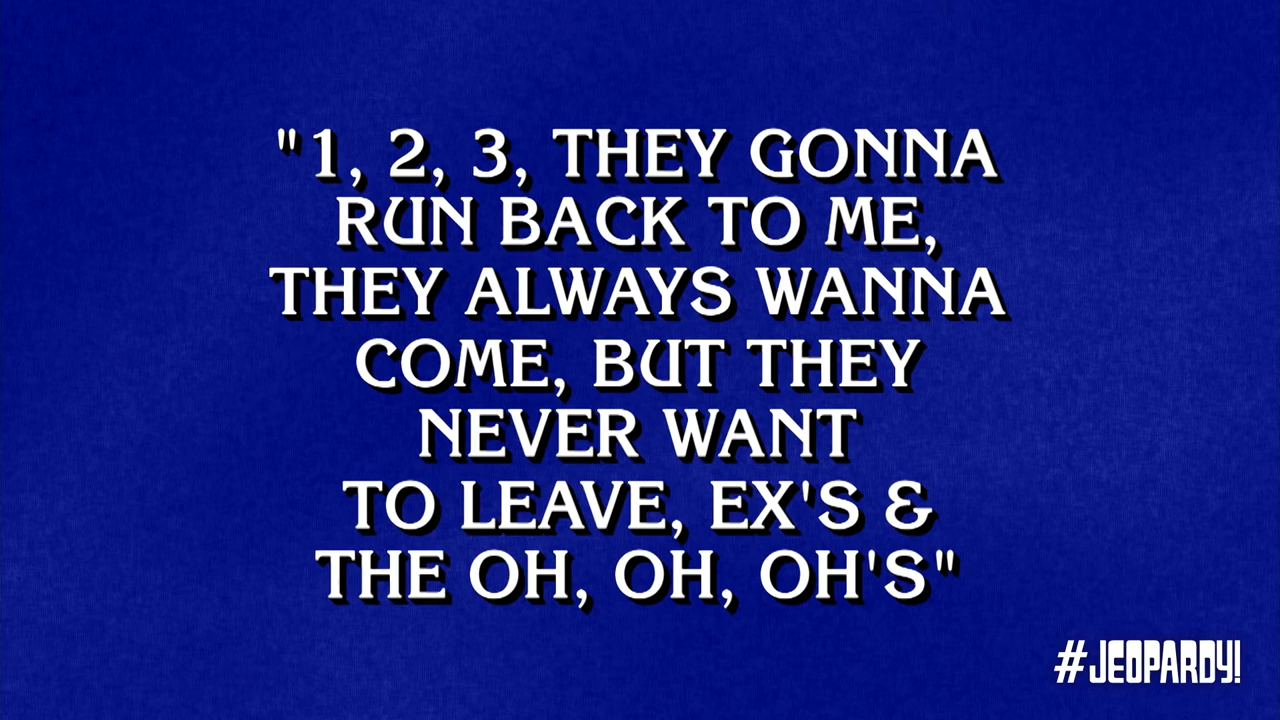 "1, 2, 3, THEY GONNA
RUN BACK TO ME,
THEY ALWAYS WANNA
COME, BUT THEY
NEVER WANT
TO LEAVE, EX'S &
THE OH, OH, OH'S"
#JEOPARDY!